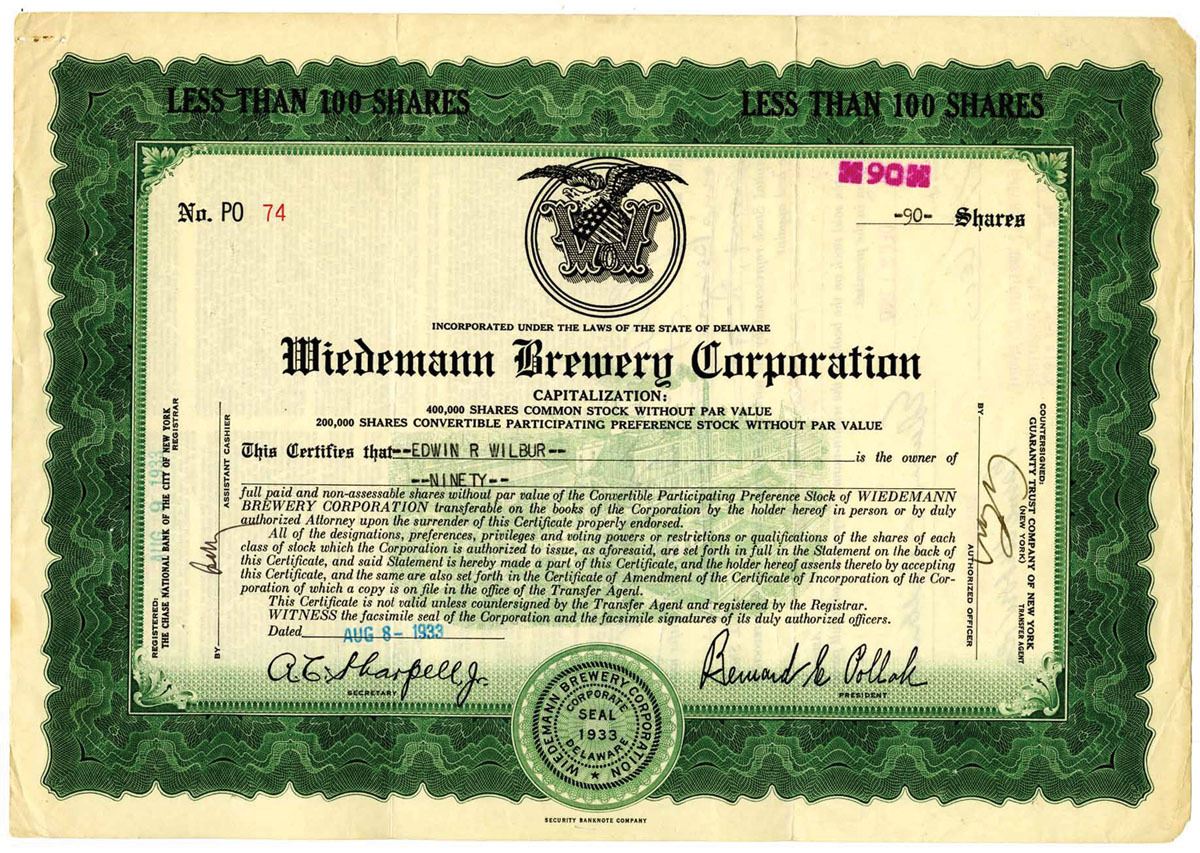 LESS THAN 100 SHARES
LESS THAN 100 SHARES
90
No. PO 74
-90- Shares
W
INCORPORATED UNDER THE LAWS OF THE STATE OF DELAWARE
Wiedemann Brewery Corporation
CAPITALIZATION:
400,000 SHARES COMMON STOCK WITHOUT PAR VALUE
200,000 SHARES CONVERTIBLE PARTICIPATING PREFERENCE STOCK WITHOUT PAR VALUE
This Certifies that--EDWIN R WILBUR-- is the owner of
--NINETY--
full paid and non-assessable shares without par value of the Convertible Participating Preference Stock of WIEDEMANN
BREWERY CORPORATION transferable on the books of the Corporation by the holder hereof in person or by duly
authorized Attorney upon the surrender of this Certificate properly endorsed.
All of the designations, preferences, privileges and voting powers or restrictions or qualifications of the shares of each
class of stock which the Corporation is authorized to issue, as aforesaid, are set forth in full in the Statement on the back of
this Certificate, and said Statement is hereby made a part of this Certificate, and the holder hereof assents thereto by accepting
this Certificate, and the same are also set forth in the Certificate of Amendment of the Certificate of Incorporation of the Cor-
poration of which a copy is on file in the office of the Transfer Agent.
This Certificate is not valid unless countersigned by the Transfer Agent and registered by the Registrar.
WITNESS the facsimile seal of the Corporation and the facsimile signatures of its duly authorized officers.
Dated AUG 8- 1933
SECRETARY
Bernard Pollak
PRESIDENT
REGISTERED:
THE CHASE NATIONAL BANK OF THE CITY OF NEW YORK
REGISTRAR
BY
ASSISTANT CASHIER
COUNTERSIGNED:
GUARANTY TRUST COMPANY OF NEW YORK
(NEW YORK)
TRANSFER AGENT
BY
AUTHORIZED OFFICER
WIEDEMANN BREWERY CORPORATION
CORPORATE
SEAL
1933
DELAWARE
SECURITY BANKNOTE COMPANY